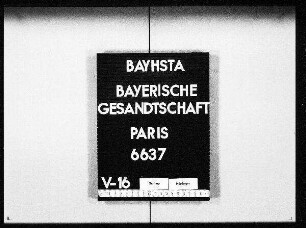 BAYHSTA
BAYERISCHE
GESANDTSCHAFT
PARIS
6637
V-16